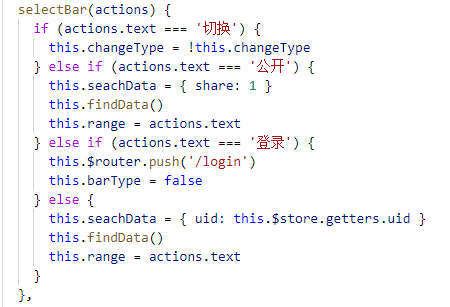 selectBar(actions) {
if (actions.text === '切换') {
this.changeType = !this.changeType
} else if (actions.text === '公开') {
this.seachData = { share: 1 }
this.findData()
this.range = actions.text
} else if (actions.text === '登录') {
this.$router.push('/login')
this.barType = false
} else {
this.seachData = { uid: this.$store.getters.uid }
this.findData()
this.range = actions.text
}
},